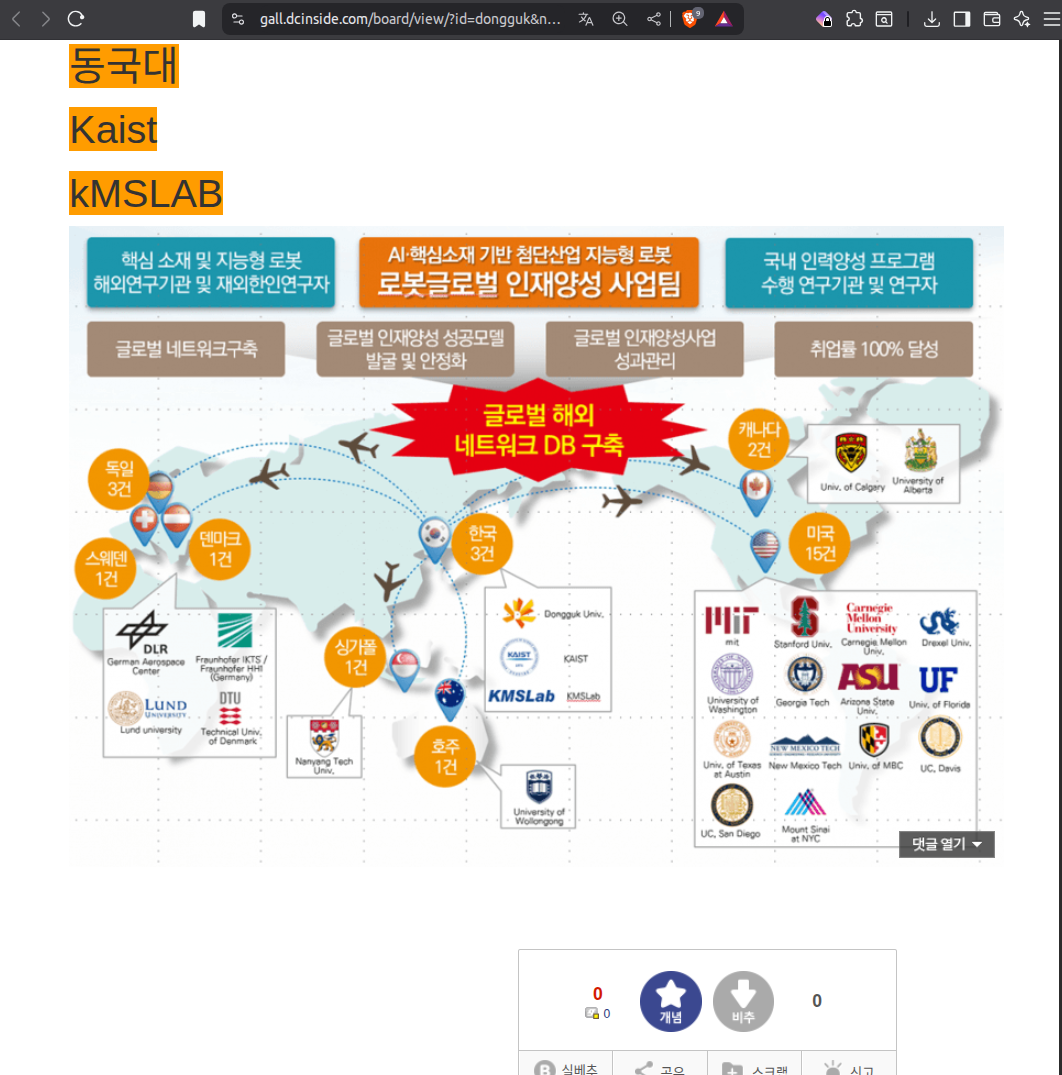 gall.dcinside.com/board/view/?id=dongguk&n...
9
동국대
Kaist
kMSLAB
핵심 소재 및 지능형 로봇
해외연구기관 및 재외한인연구자
AI·핵심소재 기반 첨단산업 지능형 로봇
로봇글로벌 인재양성 사업팀
국내 인력양성 프로그램
수행 연구기관 및 연구자
글로벌 네트워크구축
글로벌 인재양성 성공모델
발굴 및 안정화
글로벌 인재양성사업
성과관리
취업률 100% 달성
글로벌 해외
네트워크 DB 구축
독일
3건
스웨덴
1건
덴마크
1건
한국
3건
싱가폴
1건
호주
1건
캐나다
2건
미국
15건
DLR
German Aerospace
Center
Fraunhofer IKTS /
Fraunhofer HHI
(Germany)
LUND
UNIVERSITY
Lund university
DTU
Technical Univ.
of Denmark
Dongguk Univ.
KAIST
KAIST
KMSLab
KMSLab
Nanyang Tech
Univ.
University of
Wollongong
Univ. of Calgary
University of
Alberta
MIT
mit
Stanford Univ.
Carnegie
Mellon
University
Carnegie Mellon
Univ.
Drexel Univ.
University of
Washington
Georgia Tech
ASU
Arizona State
Univ.
UF
Univ. of Florida
Univ. of Texas
at Austin
NEW MEXICO TECH
New Mexico Tech
Univ. of MBC
UC, Davis
UC, San Diego
Mount Sinai
at NYC
댓글 열기
0
0
개념
비추
0
실베추
공유
스크랩
신고